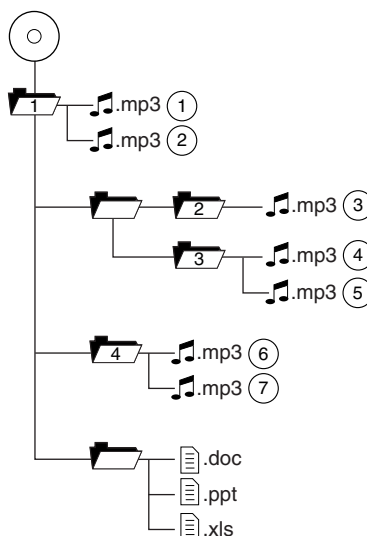 1 .mp3 1
.mp3 2
2 .mp3 3
3 .mp3 4
.mp3 5
4 .mp3 6
.mp3 7
.doc
.ppt
.xls